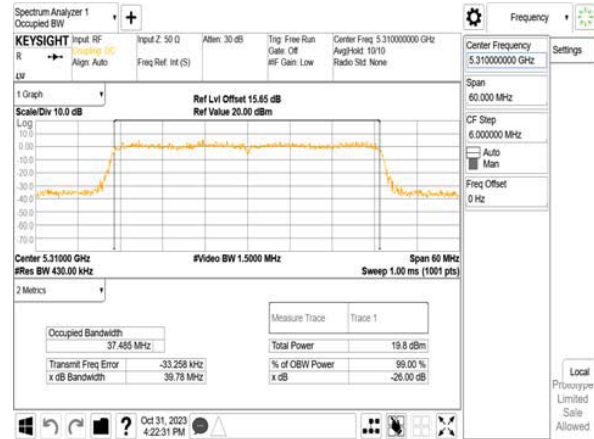 Spectrum Analyzer 1
Occupied BW
Frequency
KEYSIGHT
Input: RF
Coupling: DC
Align: Auto
Input Z: 50 Ω
Freq Ref: Int (S)
Atten: 30 dB
Trig: Free Run
Gate: Off
#IF Gain: Low
Center Freq: 5.310000000 GHz
Avg|Hold: 10/10
Radio Std: None
R
LV
Center Frequency
5.310000000 GHz
Settings
Span
60.000 MHz
CF Step
6.000000 MHz
Auto
Man
Freq Offset
0 Hz
1 Graph
Scale/Div 10.0 dB
Ref Lvl Offset 15.65 dB
Ref Value 20.00 dBm
Log
10.0
0.00
-10.0
-20.0
-30.0
-40.0
-50.0
-60.0
-70.0
Center 5.31000 GHz
#Video BW 1.5000 MHz
Span 60 MHz
#Res BW 430.00 kHz
Sweep 1.00 ms (1001 pts)
2 Metrics
Measure Trace
Trace 1
Occupied Bandwidth
37.485 MHz
Total Power
19.8 dBm
Transmit Freq Error
-33.258 kHz
% of OBW Power
99.00 %
x dB Bandwidth
39.78 MHz
x dB
-26.00 dB
Local
Prototype
Limited
Sale
Allowed
Oct 31, 2023
4:22:31 PM